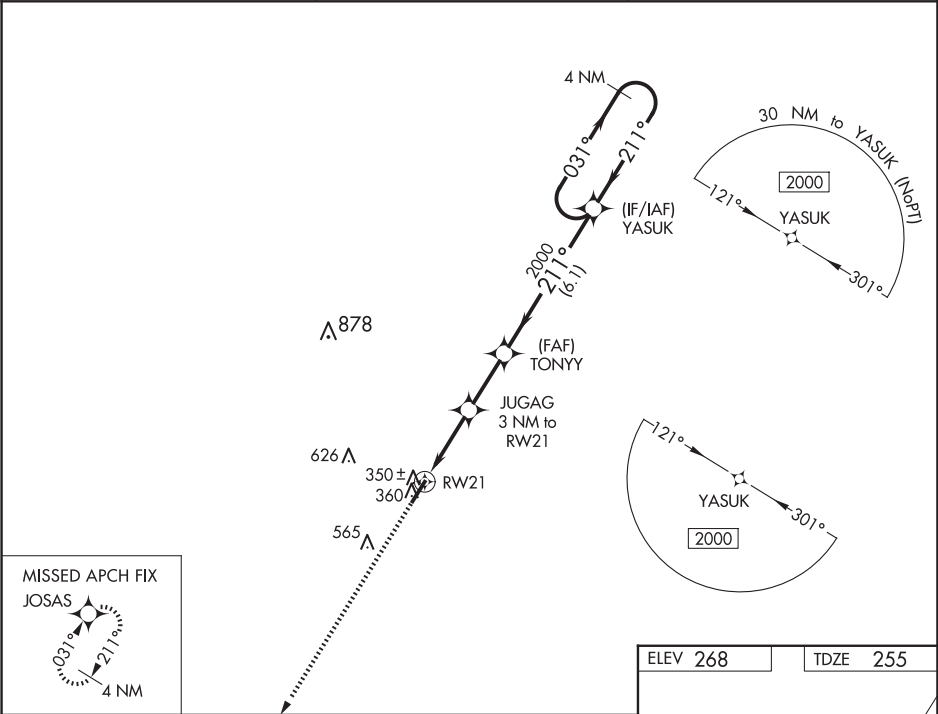 4 NM
031°
211°
(IF/IAF)
YASUK
2000
211°
(6.1)
30 NM to YASUK (NoPT)
2000
121°
YASUK
301°
878
(FAF)
TONYY
JUGAG
3 NM to
RW21
626
350 ±
360
RW21
565
121°
YASUK
301°
2000
MISSED APCH FIX
JOSAS
031°
211°
4 NM
ELEV 268
TDZE 255